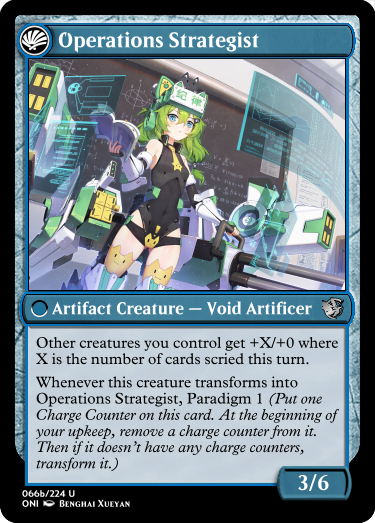 Operations Strategist
纪律
Artifact Creature — Void Artificer
Other creatures you control get +X/+0 where
X is the number of cards scried this turn.
Whenever this creature transforms into
Operations Strategist, Paradigm 1 (Put one
Charge Counter on this card. At the beginning of
your upkeep, remove a charge counter from it.
Then if it doesn't have any charge counters,
transform it.)
3/6
066b/224 U
ONI Benghai Xueyan